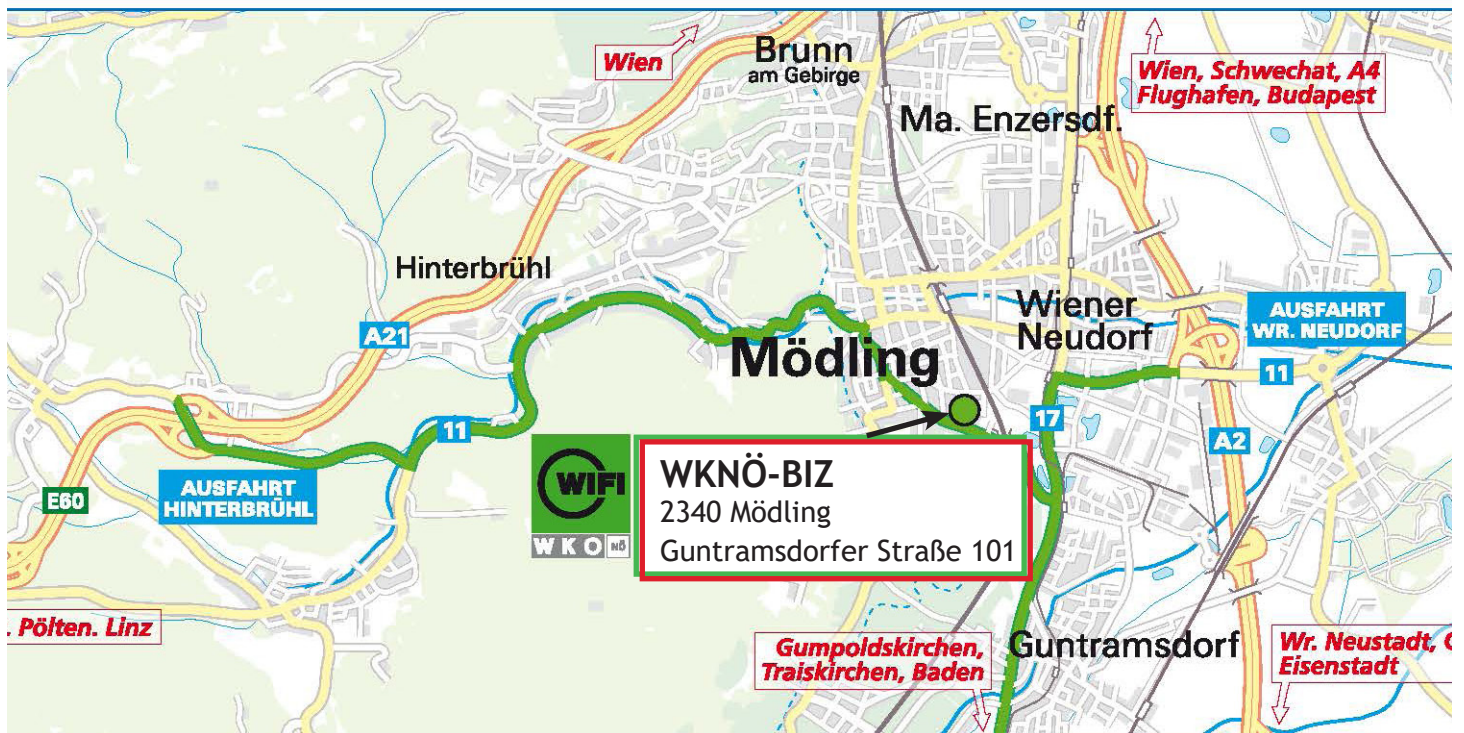 Wien
Brunn
am Gebirge
Wien, Schwechat, A4
Flughafen, Budapest
Ma. Enzersdf.
Hinterbrühl
A21
Wiener
Neudorf
AUSFAHRT
WR. NEUDORF
11
Mödling
17
11
A2
E60
AUSFAHRT
HINTERBRÜHL
WIFI
WKO NÖ
WKNÖ-BIZ
2340 Mödling
Guntramsdorfer Straße 101
. Pölten. Linz
Gumpoldskirchen,
Traiskirchen, Baden
Guntramsdorf
Wr. Neustadt,
Eisenstadt